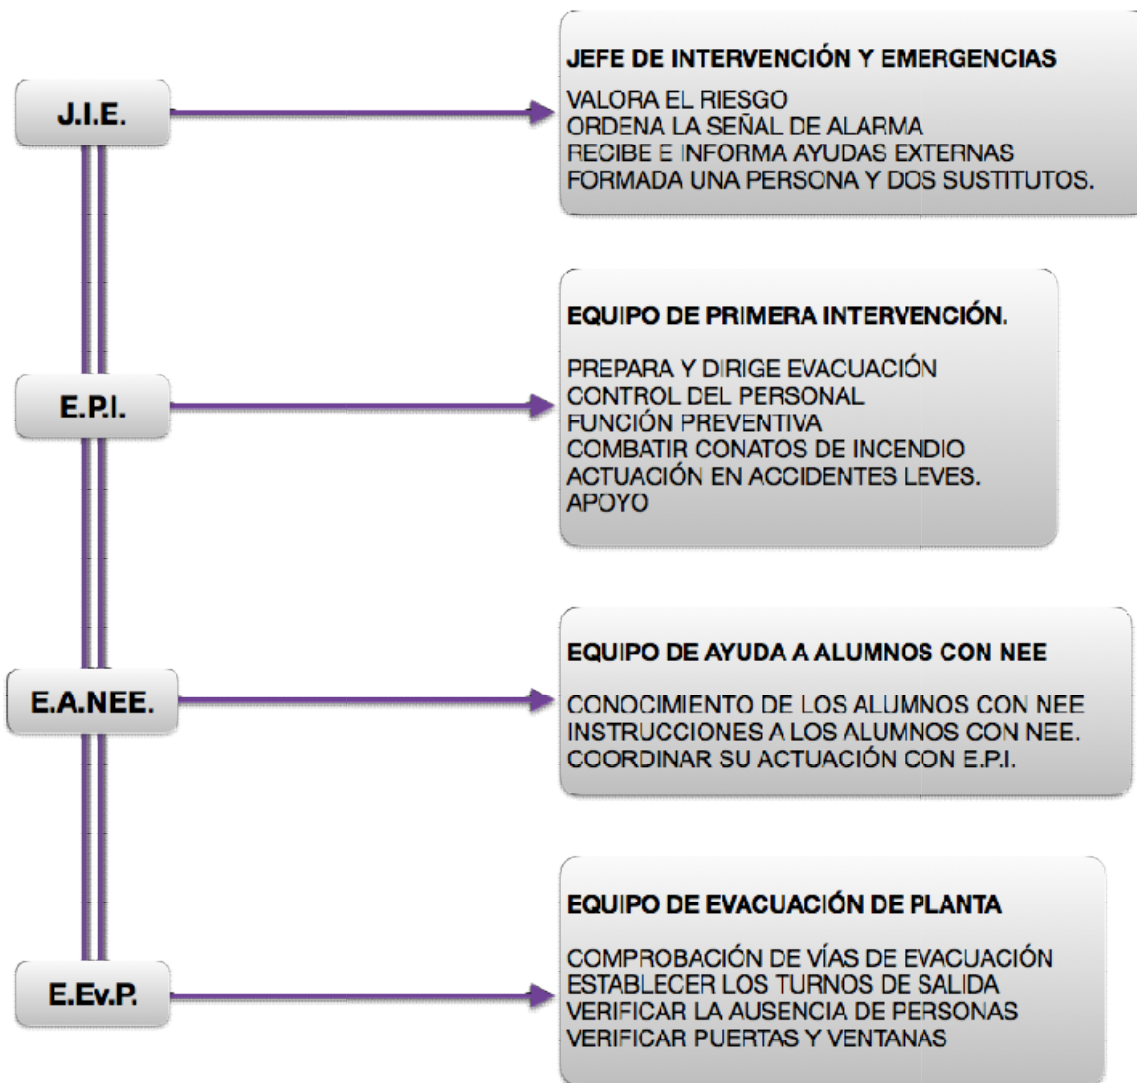 J.I.E.
JEFE DE INTERVENCIÓN Y EMERGENCIAS
VALORA EL RIESGO
ORDENA LA SEÑAL DE ALARMA
RECIBE E INFORMA AYUDAS EXTERNAS
FORMADA UNA PERSONA Y DOS SUSTITUTOS.
E.P.I.
EQUIPO DE PRIMERA INTERVENCIÓN.
PREPARA Y DIRIGE EVACUACIÓN
CONTROL DEL PERSONAL
FUNCIÓN PREVENTIVA
COMBATIR CONATOS DE INCENDIO
ACTUACIÓN EN ACCIDENTES LEVES.
APOYO
E.A.NEE.
EQUIPO DE AYUDA A ALUMNOS CON NEE
CONOCIMIENTO DE LOS ALUMNOS CON NEE
INSTRUCCIONES A LOS ALUMNOS CON NEE.
COORDINAR SU ACTUACIÓN CON E.P.I.
E.Ev.P.
EQUIPO DE EVACUACIÓN DE PLANTA
COMPROBACIÓN DE VÍAS DE EVACUACIÓN
ESTABLECER LOS TURNOS DE SALIDA
VERIFICAR LA AUSENCIA DE PERSONAS
VERIFICAR PUERTAS Y VENTANAS